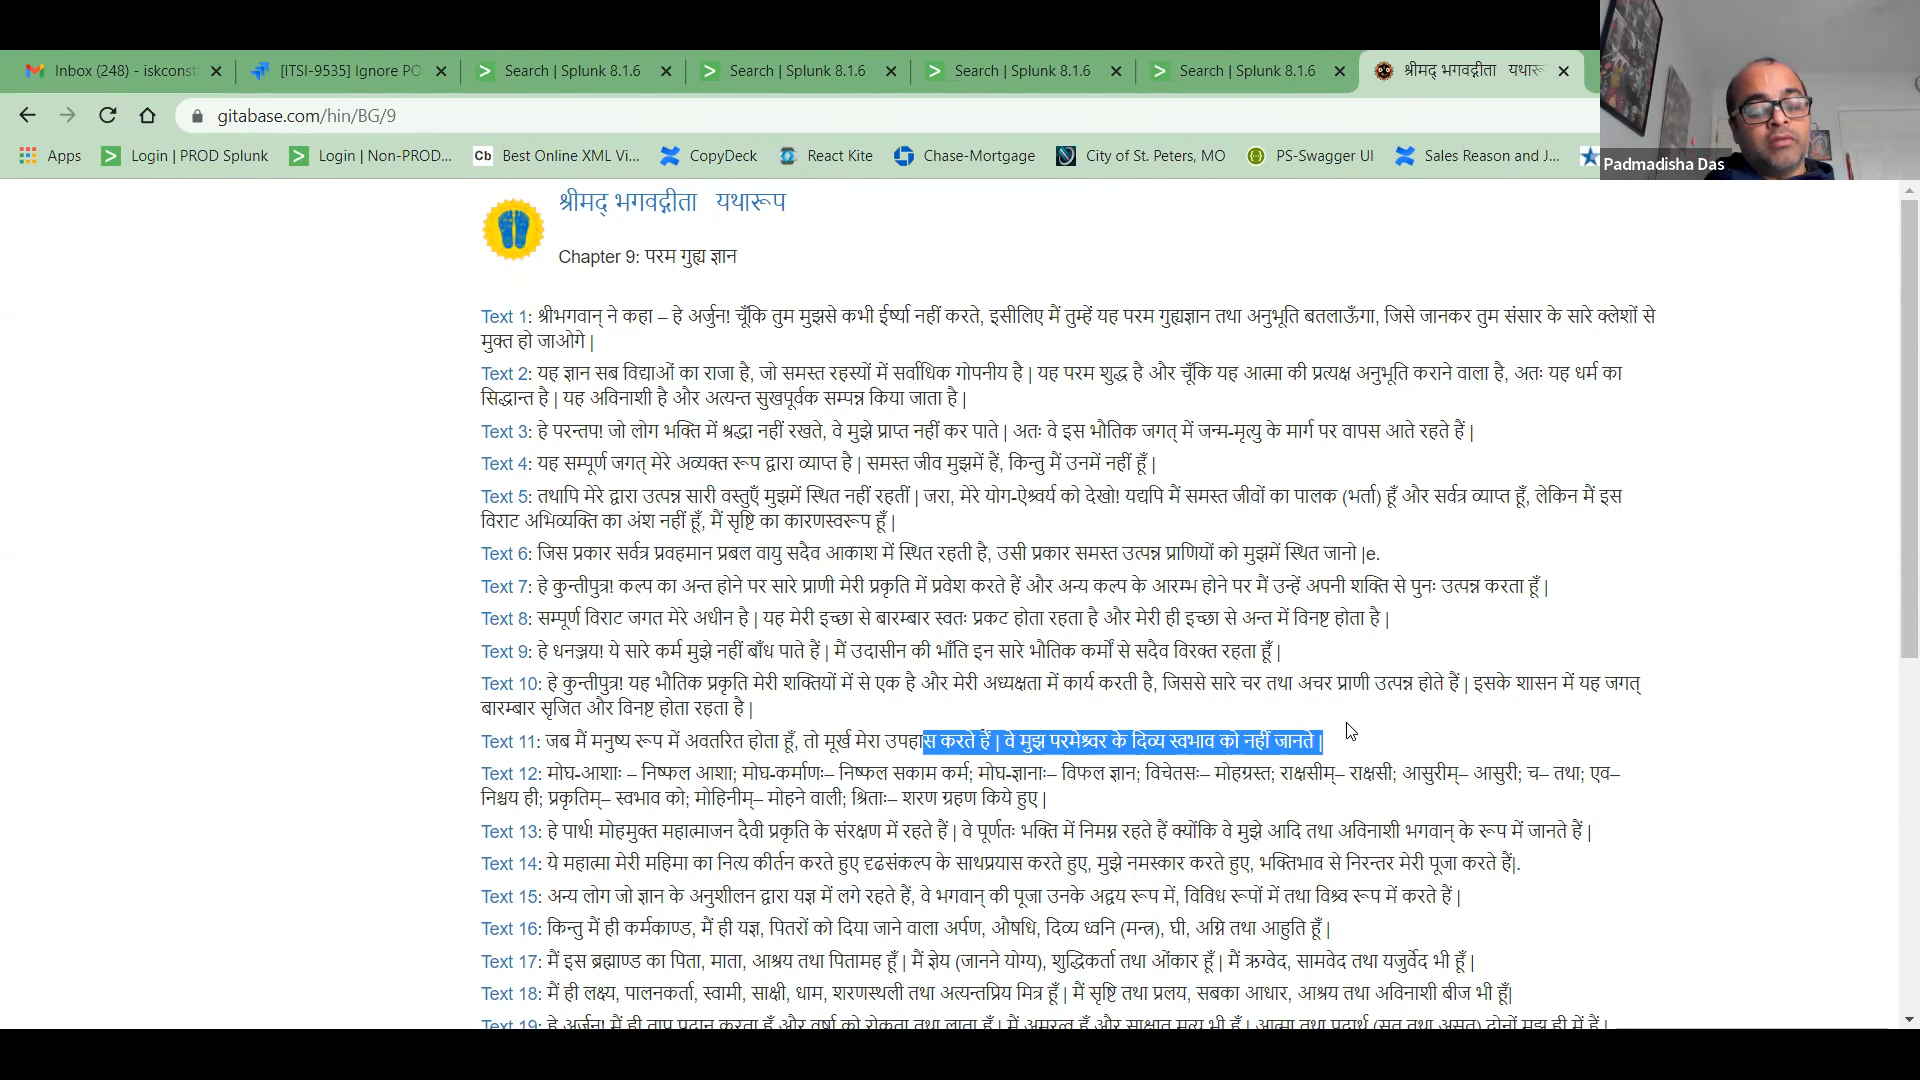 Inbox (248) - iskconst
[ITSI-9535] Ignore PO
Search | Splunk 8.1.6
Search | Splunk 8.1.6
Search | Splunk 8.1.6
Search | Splunk 8.1.6
श्रीमद् भगवद्गीता यथारू
gitabase.com/hin/BG/9
Apps
Login | PROD Splunk
Login | Non-PROD...
Cb Best Online XML Vi...
CopyDeck
React Kite
Chase-Mortgage
City of St. Peters, MO
PS-Swagger UI
Sales Reason and J...
Padmadisha Das
श्रीमद् भगवद्गीता यथारूप
Chapter 9: परम गुह्य ज्ञान
Text 1: श्रीभगवान् ने कहा – हे अर्जुन! चूँकि तुम मुझसे कभी ईर्ष्या नहीं करते, इसीलिए मैं तुम्हें यह परम गुह्यज्ञान तथा अनुभूति बतलाऊँगा, जिसे जानकर तुम संसार के सारे क्लेशों से
मुक्त हो जाओगे |
Text 2: यह ज्ञान सब विद्याओं का राजा है, जो समस्त रहस्यों में सर्वाधिक गोपनीय है | यह परम शुद्ध है और चूँकि यह आत्मा की प्रत्यक्ष अनुभूति कराने वाला है, अतः यह धर्म का
सिद्धान्त है | यह अविनाशी है और अत्यन्त सुखपूर्वक सम्पन्न किया जाता है |
Text 3: हे परन्तप! जो लोग भक्ति में श्रद्धा नहीं रखते, वे मुझे प्राप्त नहीं कर पाते | अतः वे इस भौतिक जगत् में जन्म-मृत्यु के मार्ग पर वापस आते रहते हैं |
Text 4: यह सम्पूर्ण जगत् मेरे अव्यक्त रूप द्वारा व्याप्त है | समस्त जीव मुझमें हैं, किन्तु मैं उनमें नहीं हूँ |
Text 5: तथापि मेरे द्वारा उत्पन्न सारी वस्तुएँ मुझमें स्थित नहीं रहतीं | जरा, मेरे योग-ऐश्र्वर्य को देखो! यद्यपि मैं समस्त जीवों का पालक (भर्ता) हूँ और सर्वत्र व्याप्त हूँ, लेकिन मैं इस
विराट अभिव्यक्ति का अंश नहीं हूँ, मैं सृष्टि का कारणस्वरूप हूँ |
Text 6: जिस प्रकार सर्वत्र प्रवहमान प्रबल वायु सदैव आकाश में स्थित रहती है, उसी प्रकार समस्त उत्पन्न प्राणियों को मुझमें स्थित जानो |e.
Text 7: हे कुन्तीपुत्र! कल्प का अन्त होने पर सारे प्राणी मेरी प्रकृति में प्रवेश करते हैं और अन्य कल्प के आरम्भ होने पर मैं उन्हें अपनी शक्ति से पुनः उत्पन्न करता हूँ |
Text 8: सम्पूर्ण विराट जगत मेरे अधीन है | यह मेरी इच्छा से बारम्बार स्वतः प्रकट होता रहता है और मेरी ही इच्छा से अन्त में विनष्ट होता है |
Text 9: हे धनञ्जय! ये सारे कर्म मुझे नहीं बाँध पाते हैं | मैं उदासीन की भाँति इन सारे भौतिक कर्मों से सदैव विरक्त रहता हूँ |
Text 10: हे कुन्तीपुत्र! यह भौतिक प्रकृति मेरी शक्तियों में से एक है और मेरी अध्यक्षता में कार्य करती है, जिससे सारे चर तथा अचर प्राणी उत्पन्न होते हैं | इसके शासन में यह जगत्
बारम्बार सृजित और विनष्ट होता रहता है |
Text 11: जब मैं मनुष्य रूप में अवतरित होता हूँ, तो मूर्ख मेरा उपहास करते हैं | वे मुझ परमेश्र्वर के दिव्य स्वभाव को नहीं जानते |
Text 12: मोघ-आशाः – निष्फल आशा; मोघ-कर्माणः– निष्फल सकाम कर्म; मोघ-ज्ञानाः– विफल ज्ञान; विचेतसः– मोहग्रस्त; राक्षसीम्– राक्षसी; आसुरीम्– आसुरी; च– तथा; एव–
निश्चय ही; प्रकृतिम्– स्वभाव को; मोहिनीम्– मोहने वाली; श्रिताः– शरण ग्रहण किये हुए |
Text 13: हे पार्थ! मोहमुक्त महात्माजन दैवी प्रकृति के संरक्षण में रहते हैं | वे पूर्णतः भक्ति में निमग्न रहते हैं क्योंकि वे मुझे आदि तथा अविनाशी भगवान् के रूप में जानते हैं |
Text 14: ये महात्मा मेरी महिमा का नित्य कीर्तन करते हुए दृढसंकल्प के साथप्रयास करते हुए, मुझे नमस्कार करते हुए, भक्तिभाव से निरन्तर मेरी पूजा करते हैं|.
Text 15: अन्य लोग जो ज्ञान के अनुशीलन द्वारा यज्ञ में लगे रहते हैं, वे भगवान् की पूजा उनके अद्वय रूप में, विविध रूपों में तथा विश्र्व रूप में करते हैं |
Text 16: किन्तु मैं ही कर्मकाण्ड, मैं ही यज्ञ, पितरों को दिया जाने वाला अर्पण, औषधि, दिव्य ध्वनि (मन्त्र), घी, अग्नि तथा आहुति हूँ |
Text 17: मैं इस ब्रह्माण्ड का पिता, माता, आश्रय तथा पितामह हूँ | मैं ज्ञेय (जानने योग्य), शुद्धिकर्ता तथा ओंकार हूँ | मैं ऋग्वेद, सामवेद तथा यजुर्वेद भी हूँ |
Text 18: मैं ही लक्ष्य, पालनकर्ता, स्वामी, साक्षी, धाम, शरणस्थली तथा अत्यन्तप्रिय मित्र हूँ | मैं सृष्टि तथा प्रलय, सबका आधार, आश्रय तथा अविनाशी बीज भी हूँ|
Text 19: हे अर्जुन! मैं ही ताप प्रदान करता हूँ और वर्षा को रोकता तथा लाता हूँ | मैं अमरत्व हूँ और साक्षात् मृत्यु भी हूँ | आत्मा तथा पदार्थ (सत् तथा असत्) दोनों मुझ ही में हैं |